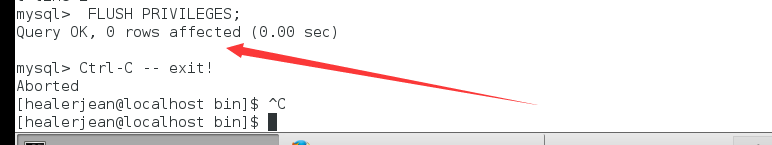 mysql>  FLUSH PRIVILEGES;
Query OK, 0 rows affected (0.00 sec)
mysql> Ctrl-C -- exit!
Aborted
[healerjean@localhost bin]$ ^C
[healerjean@localhost bin]$